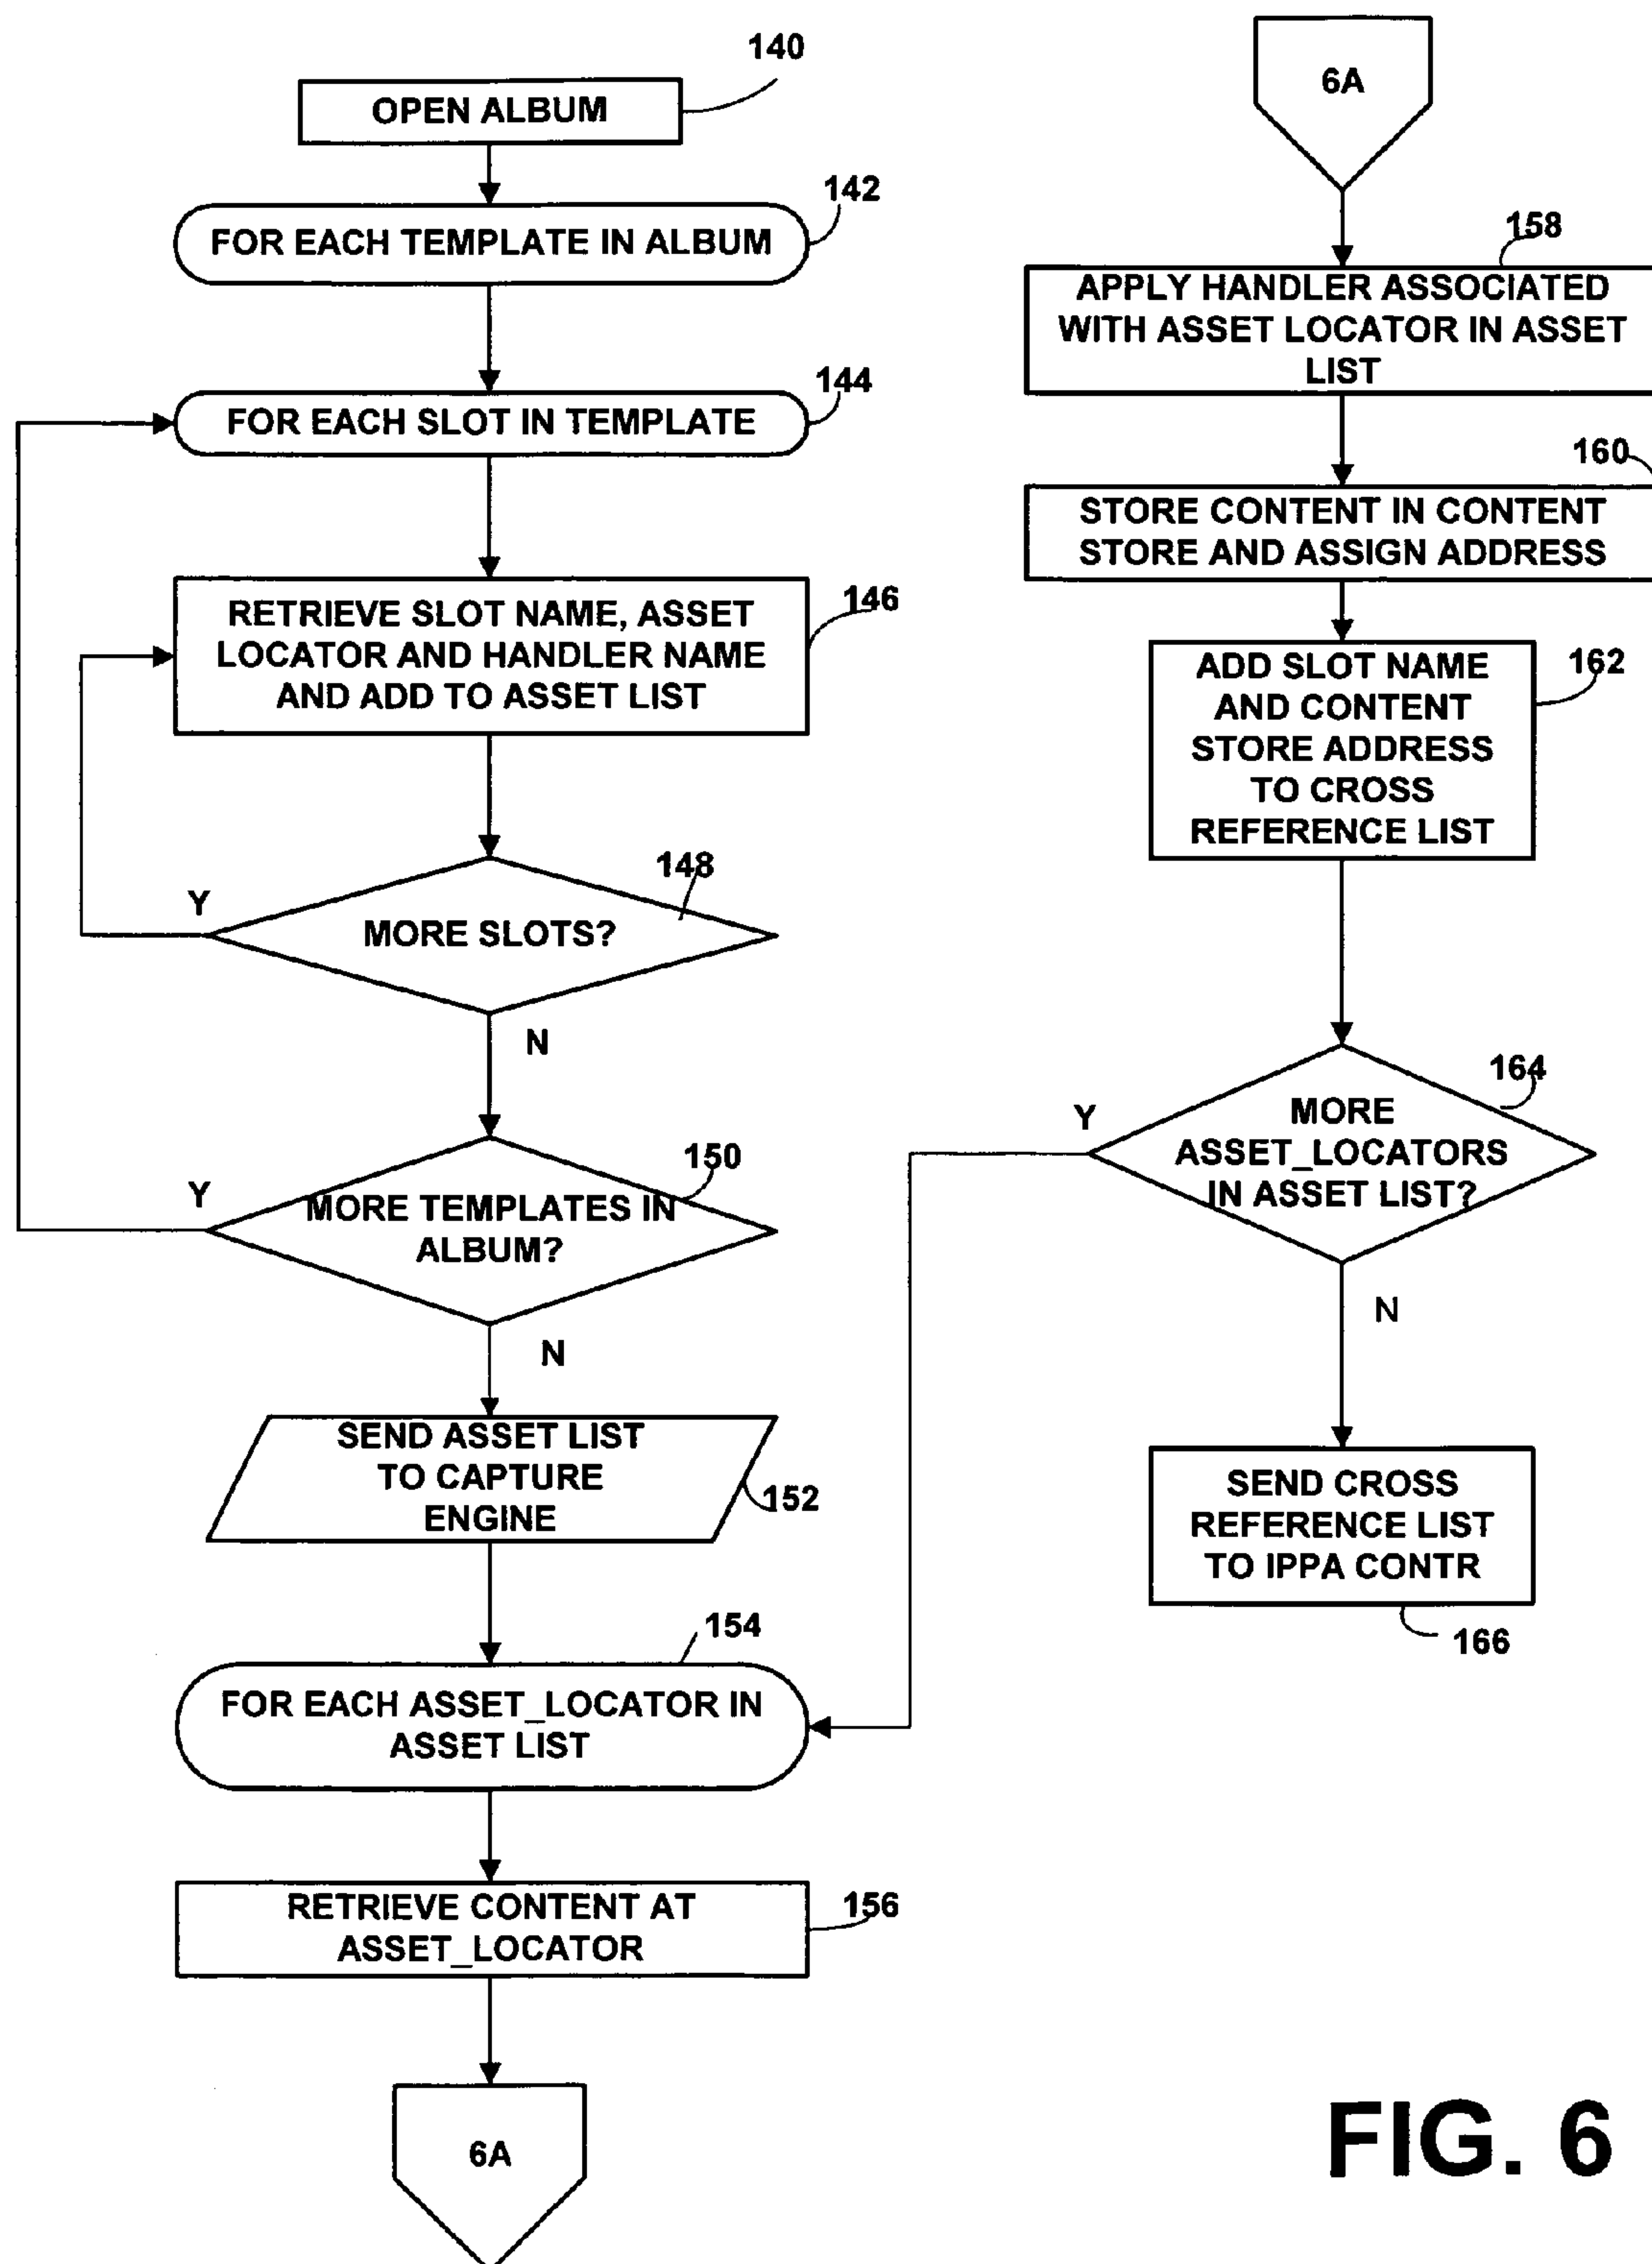 140
OPEN ALBUM
142
FOR EACH TEMPLATE IN ALBUM
144
FOR EACH SLOT IN TEMPLATE
146
RETRIEVE SLOT NAME, ASSET
LOCATOR AND HANDLER NAME
AND ADD TO ASSET LIST
148
Y
MORE SLOTS?
N
150
Y
MORE TEMPLATES IN
ALBUM?
N
SEND ASSET LIST
TO CAPTURE
ENGINE
152
154
FOR EACH ASSET_LOCATOR IN
ASSET LIST
RETRIEVE CONTENT AT
ASSET_LOCATOR
156
6A
6A
158
APPLY HANDLER ASSOCIATED
WITH ASSET LOCATOR IN ASSET
LIST
160
STORE CONTENT IN CONTENT
STORE AND ASSIGN ADDRESS
162
ADD SLOT NAME
AND CONTENT
STORE ADDRESS
TO CROSS
REFERENCE LIST
164
Y
MORE
ASSET_LOCATORS
IN ASSET LIST?
N
SEND CROSS
REFERENCE LIST
TO IPPA CONTR
166
FIG. 6